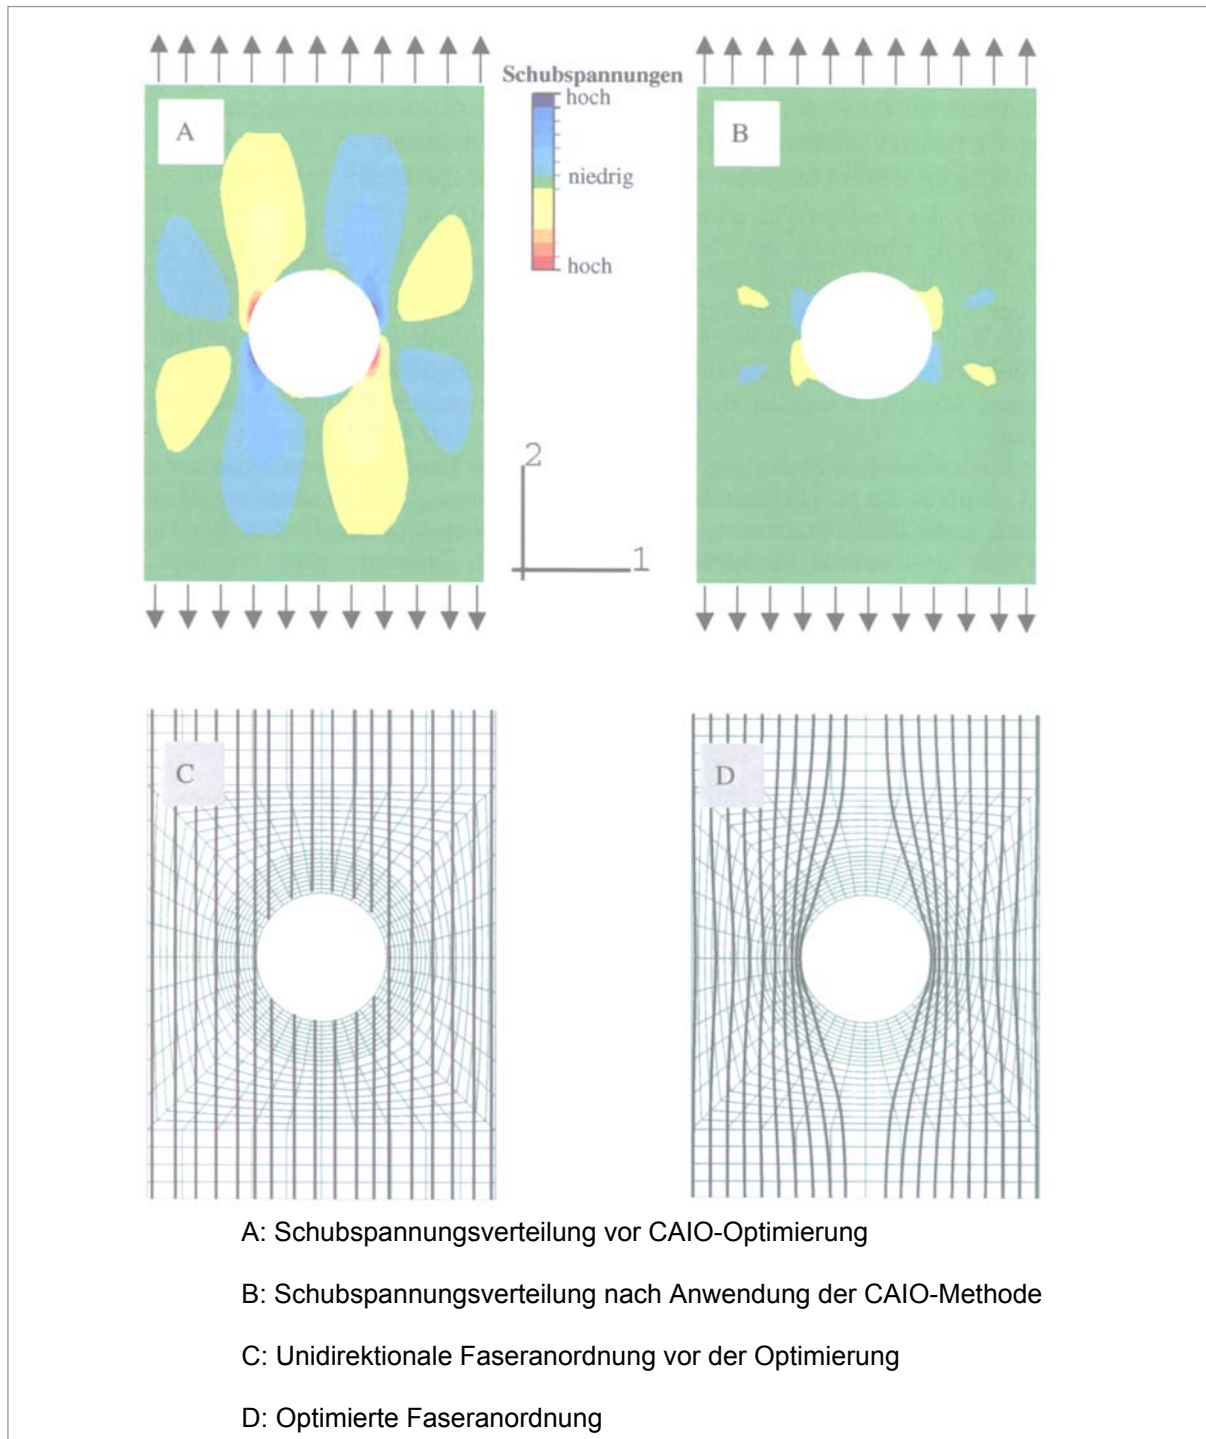 Schubspannungen
hoch
niedrig
hoch
A
B
2
1
C
D
A: Schubspannungsverteilung vor CAIO-Optimierung
B: Schubspannungsverteilung nach Anwendung der CAIO-Methode
C: Unidirektionale Faseranordnung vor der Optimierung
D: Optimierte Faseranordnung